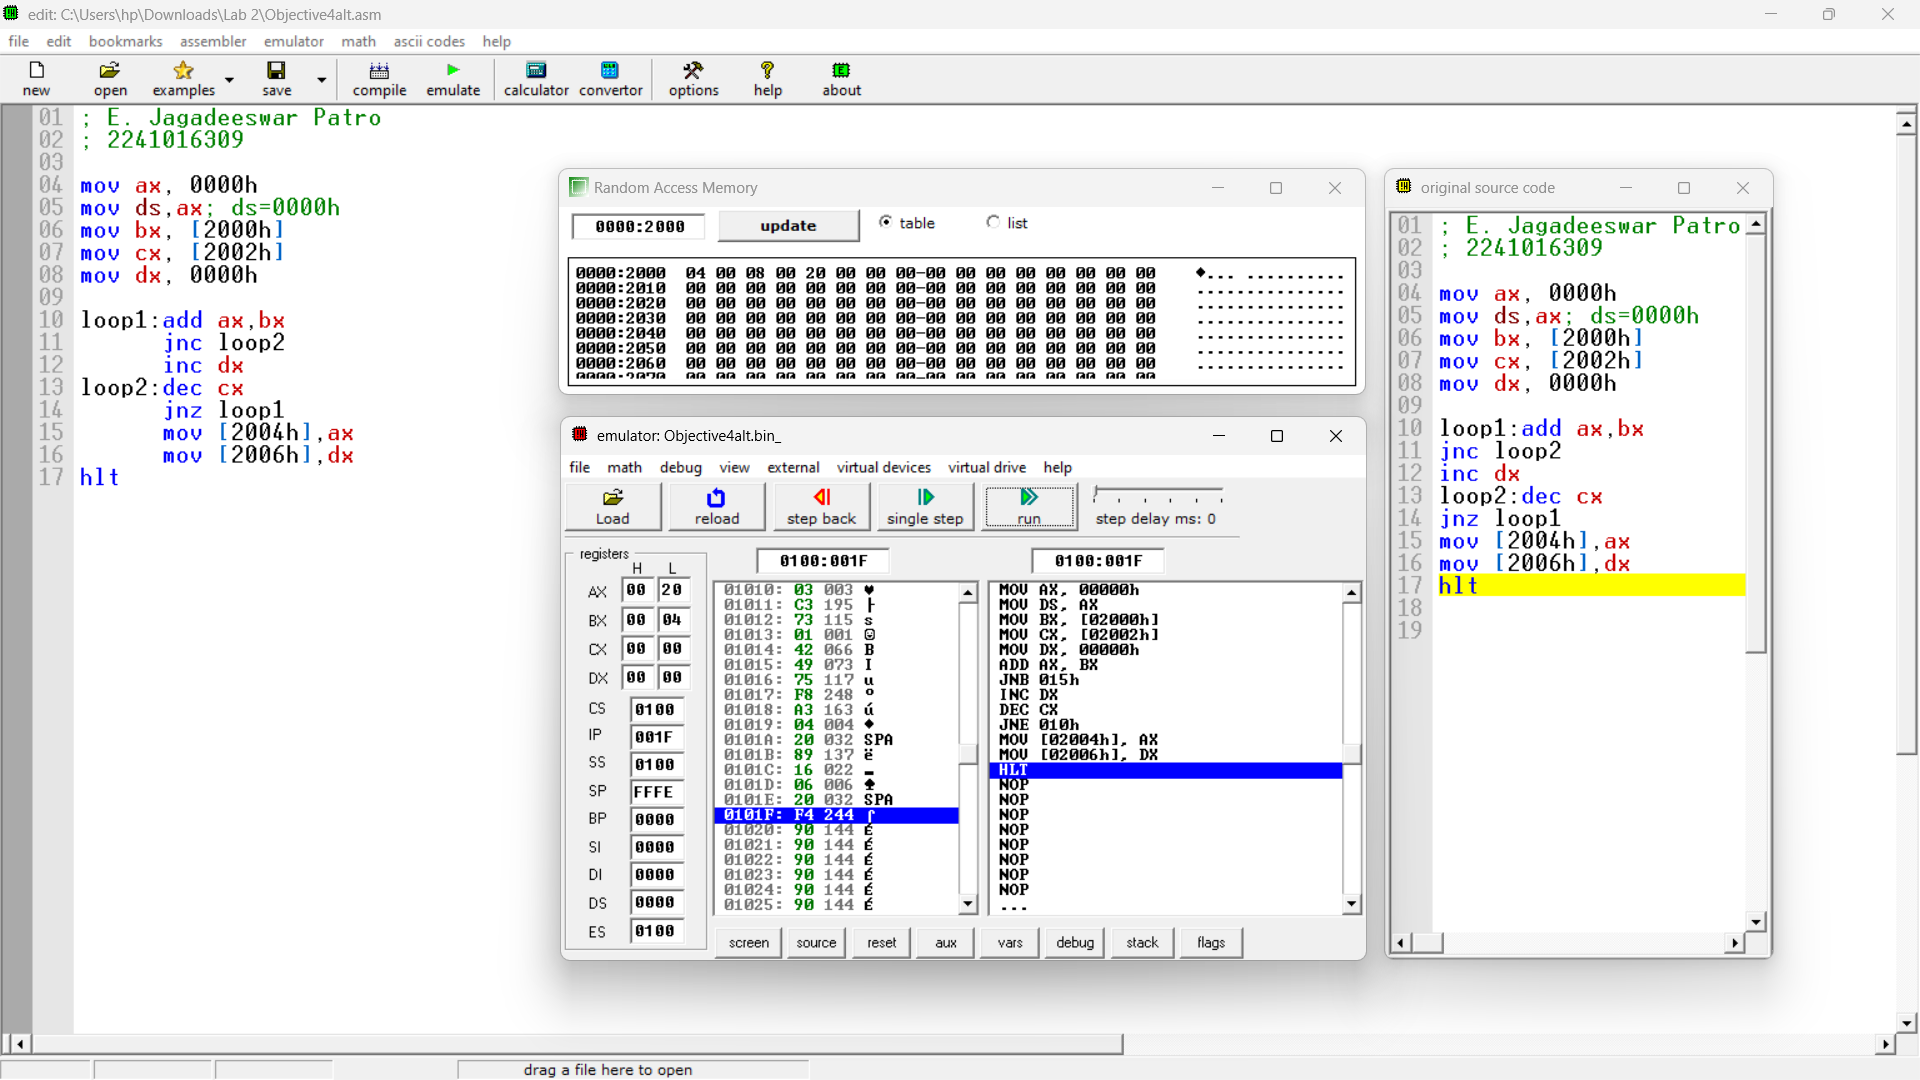 edit: C:\Users\hp\Downloads\Lab 2\Objective4alt.asm
file edit bookmarks assembler emulator math ascii codes help
new open examples save compile emulate calculator convertor options help about
01 ; E. Jagadeeswar Patro
02 ; 2241016309
03
04 mov ax, 0000h
05 mov ds,ax; ds=0000h
06 mov bx, [2000h]
07 mov cx, [2002h]
08 mov dx, 0000h
09
10 loop1:add ax,bx
11 jnc loop2
12 inc dx
13 loop2:dec cx
14 jnz loop1
15 mov [2004h],ax
16 mov [2006h],dx
17 hlt
Random Access Memory
0000:2000 update table list
0000:2000 04 00 08 00 20 00 00 00-00 00 00 00 00 00 00 00 ♦... ..........
0000:2010 00 00 00 00 00 00 00 00-00 00 00 00 00 00 00 00 ................
0000:2020 00 00 00 00 00 00 00 00-00 00 00 00 00 00 00 00 ................
0000:2030 00 00 00 00 00 00 00 00-00 00 00 00 00 00 00 00 ................
0000:2040 00 00 00 00 00 00 00 00-00 00 00 00 00 00 00 00 ................
0000:2050 00 00 00 00 00 00 00 00-00 00 00 00 00 00 00 00 ................
0000:2060 00 00 00 00 00 00 00 00-00 00 00 00 00 00 00 00 ................
0000:2070 00 00 00 00 00 00 00 00-00 00 00 00 00 00 00 00
emulator: Objective4alt.bin_
file math debug view external virtual devices virtual drive help
Load reload step back single step run step delay ms: 0
registers
H L
AX 00 20
BX 00 04
CX 00 00
DX 00 00
CS 0100
IP 001F
SS 0100
SP FFFE
BP 0000
SI 0000
DI 0000
DS 0000
ES 0100
0100:001F
01010: 03 003 ♥
01011: C3 195 ├
01012: 73 115 s
01013: 01 001 ☺
01014: 42 066 B
01015: 49 073 I
01016: 75 117 u
01017: F8 248 °
01018: A3 163 ú
01019: 04 004 ♦
0101A: 20 032 SPA
0101B: 89 137 ë
0101C: 16 022 ▬
0101D: 06 006 ♠
0101E: 20 032 SPA
0101F: F4 244 ⌠
01020: 90 144 É
01021: 90 144 É
01022: 90 144 É
01023: 90 144 É
01024: 90 144 É
01025: 90 144 É
0100:001F
MOV AX, 00000h
MOV DS, AX
MOV BX, [02000h]
MOV CX, [02002h]
MOV DX, 00000h
ADD AX, BX
JNB 015h
INC DX
DEC CX
JNE 010h
MOV [02004h], AX
MOV [02006h], DX
HLT
NOP
NOP
NOP
NOP
NOP
NOP
NOP
NOP
...
screen source reset aux vars debug stack flags
original source code
01 ; E. Jagadeeswar Patro
02 ; 2241016309
03
04 mov ax, 0000h
05 mov ds,ax; ds=0000h
06 mov bx, [2000h]
07 mov cx, [2002h]
08 mov dx, 0000h
09
10 loop1:add ax,bx
11 jnc loop2
12 inc dx
13 loop2:dec cx
14 jnz loop1
15 mov [2004h],ax
16 mov [2006h],dx
17 hlt
18
19
drag a file here to open